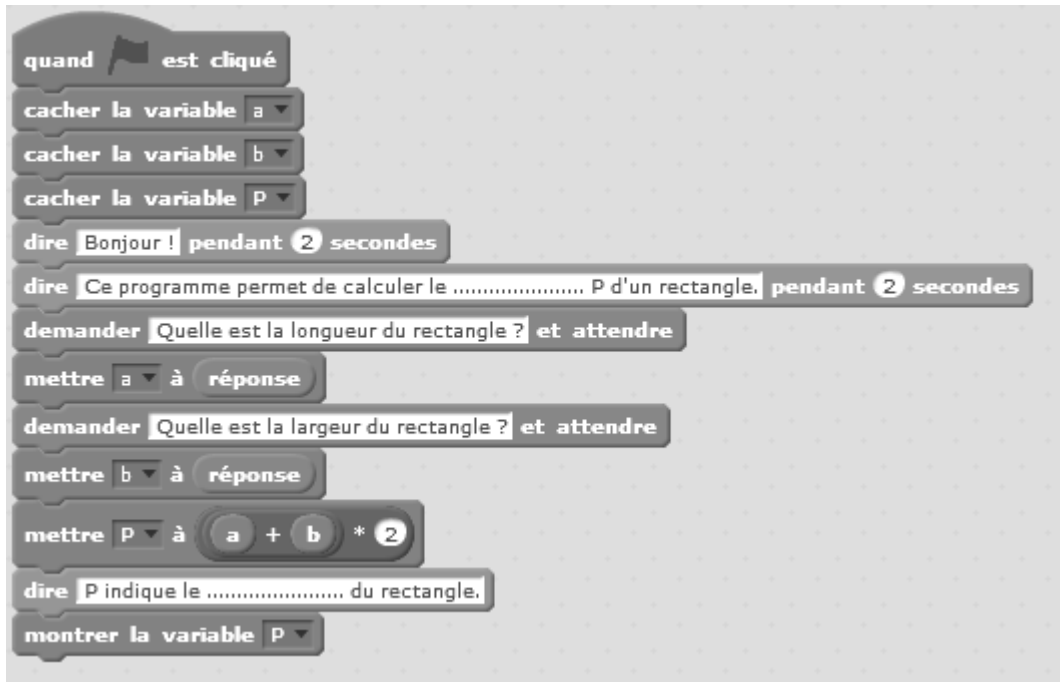 quand est cliqué
cacher la variable a
cacher la variable b
cacher la variable P
dire Bonjour ! pendant 2 secondes
dire Ce programme permet de calculer le ...................... P d'un rectangle. pendant 2 secondes
demander Quelle est la longueur du rectangle ? et attendre
mettre a à réponse
demander Quelle est la largeur du rectangle ? et attendre
mettre b à réponse
mettre P à a + b * 2
dire P indique le ....................... du rectangle.
montrer la variable P